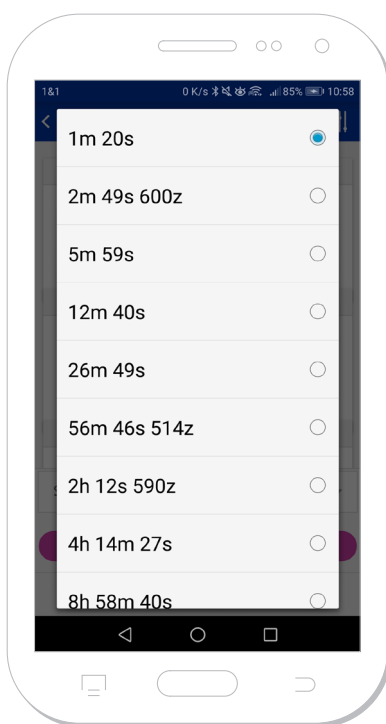 1&1 0 K/s 85% 10:58
1m 20s
2m 49s 600z
5m 59s
12m 40s
26m 49s
56m 46s 514z
2h 12s 590z
4h 14m 27s
8h 58m 40s